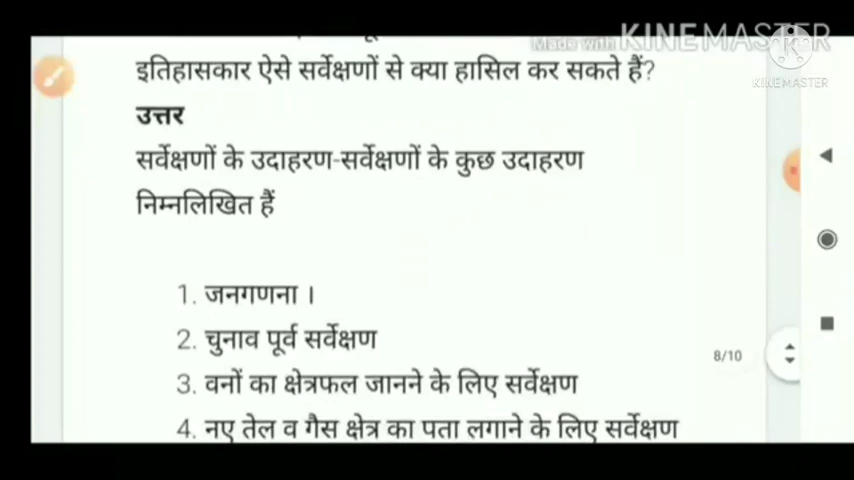 Made with KINEMASTER
KINEMASTER
इतिहासकार ऐसे सर्वेक्षणों से क्या हासिल कर सकते हैं?
उत्तर
सर्वेक्षणों के उदाहरण-सर्वेक्षणों के कुछ उदाहरण
निम्नलिखित हैं
1. जनगणना ।
2. चुनाव पूर्व सर्वेक्षण
8/10
3. वनों का क्षेत्रफल जानने के लिए सर्वेक्षण
4. नए तेल व गैस क्षेत्र का पता लगाने के लिए सर्वेक्षण